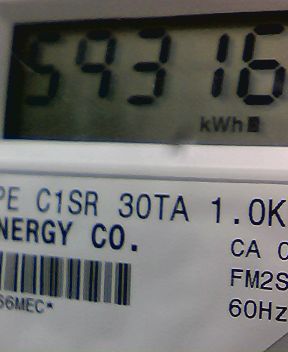 59316
kWh
PE C1SR 30TA 1.0K
NERGY CO.
CA
FM2S
60Hz
S6MEC*